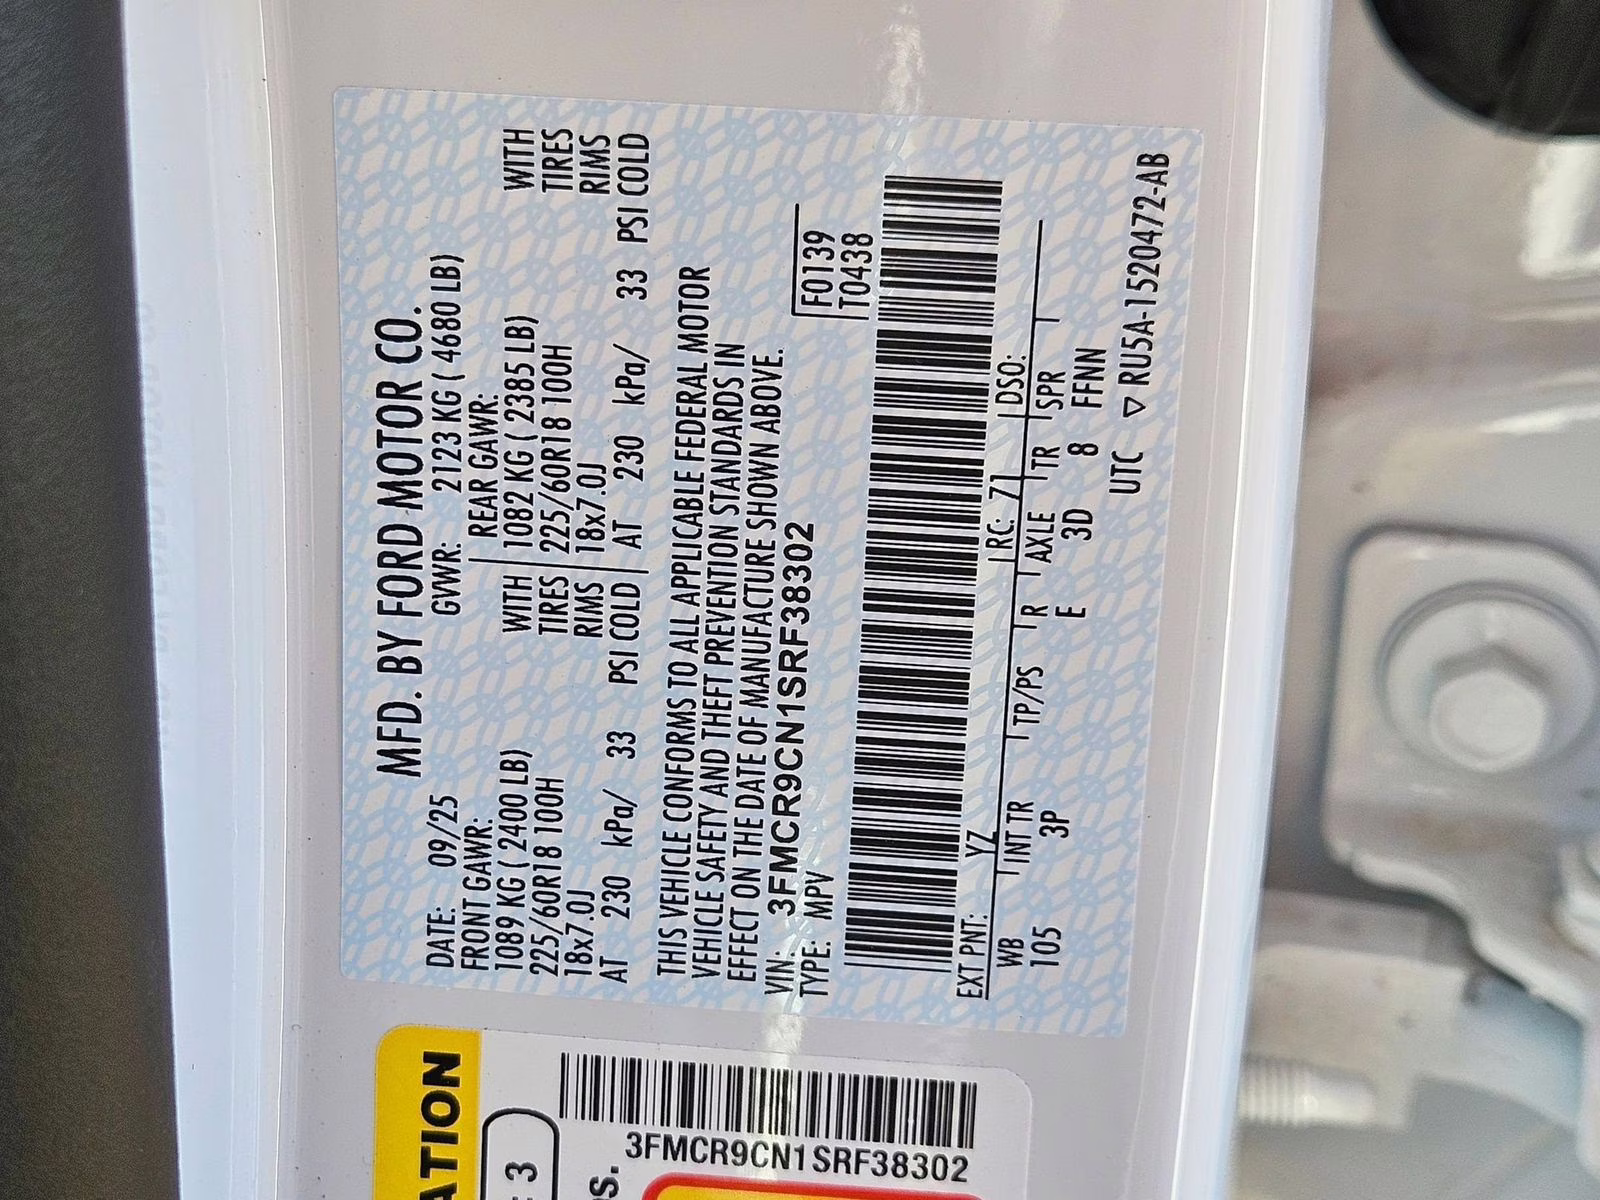 MFD. BY FORD MOTOR CO.
DATE: 09/25 GVWR: 2123 KG ( 4680 LB)
FRONT GAWR: REAR GAWR:
1089 KG ( 2400 LB) WITH 1082 KG ( 2385 LB) WITH
225/60R18 100H TIRES 225/60R18 100H TIRES
18x7.0J RIMS 18x7.0J RIMS
AT 230 kPa/ 33 PSI COLD AT 230 kPa/ 33 PSI COLD
THIS VEHICLE CONFORMS TO ALL APPLICABLE FEDERAL MOTOR
VEHICLE SAFETY AND THEFT PREVENTION STANDARDS IN
EFFECT ON THE DATE OF MANUFACTURE SHOWN ABOVE.
VIN: 3FMCR9CN1SRF38302 F0139
TYPE: MPV T0438
EXT PNT: YZ RC: 71 DSO:
WB INT TR TP/PS R AXLE TR SPR
105 3P E 3D 8 FFNN
UTC ▽ RU5A-1520472-AB
ATION
: 3
3FMCR9CN1SRF38302